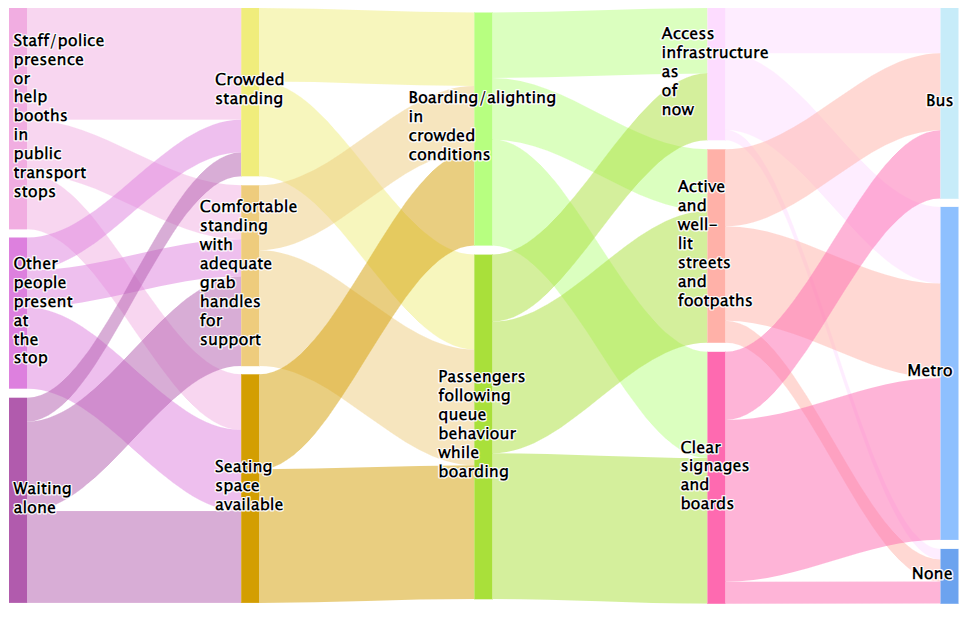 Staff/police
presence
or
help
booths
in
public
transport
stops
Other
people
present
at
the
stop
Waiting
alone
Crowded
standing
Comfortable
standing
with
adequate
grab
handles
for
support
Seating
space
available
Boarding/alighting
in
crowded
conditions
Passengers
following
queue
behaviour
while
boarding
Access
infrastructure
as
of
now
Active
and
well-
lit
streets
and
footpaths
Clear
signages
and
boards
Bus
Metro
None